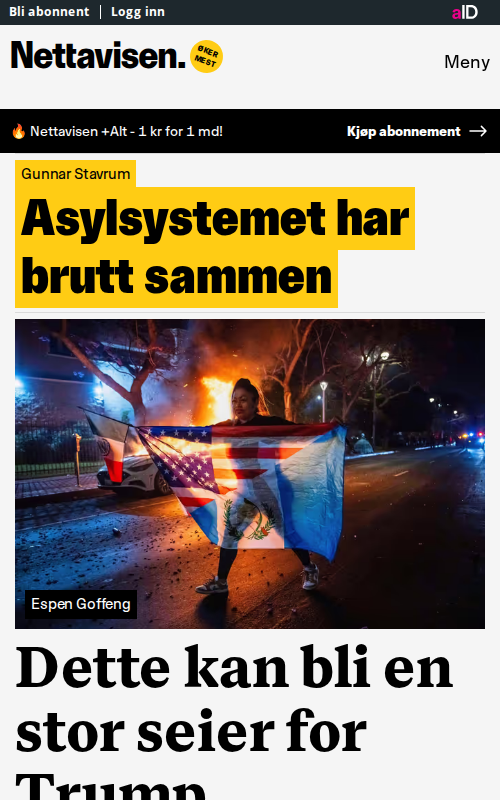 Bli abonnent | Logg inn
aID
Nettavisen.
ØKER MEST
Meny
🔥 Nettavisen +Alt - 1 kr for 1 md!
Kjøp abonnement →
Gunnar Stavrum
Asylsystemet har
brutt sammen
Espen Goffeng
Dette kan bli en
stor seier for
Trump